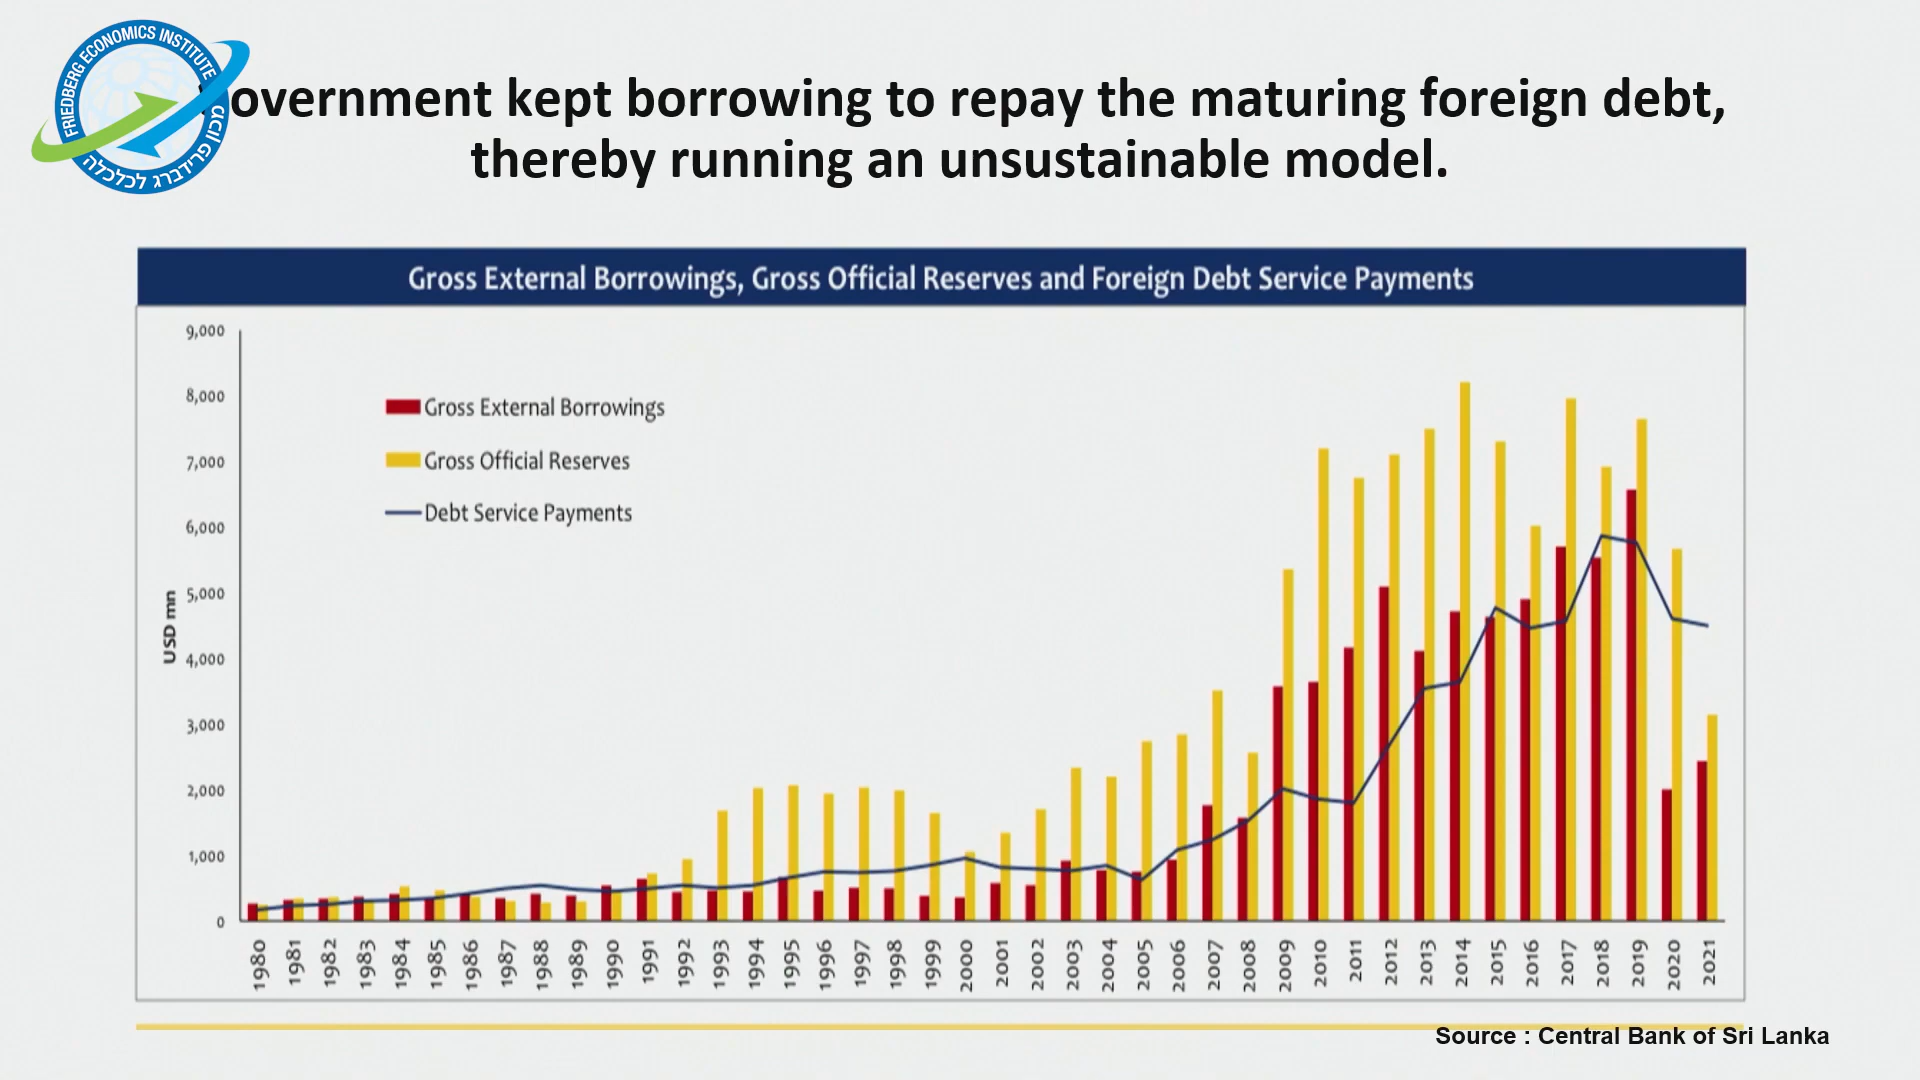 FRIEDBERG ECONOMICS INSTITUTE
מכון פרידברג לכלכלה
overnment kept borrowing to repay the maturing foreign debt,
thereby running an unsustainable model.
Gross External Borrowings, Gross Official Reserves and Foreign Debt Service Payments
9,000
8,000
7,000
6,000
5,000
4,000
3,000
2,000
1,000
0
USD mn
Gross External Borrowings
Gross Official Reserves
Debt Service Payments
1980 1981 1982 1983 1984 1985 1986 1987 1988 1989 1990 1991 1992 1993 1994 1995 1996 1997 1998 1999 2000 2001 2002 2003 2004 2005 2006 2007 2008 2009 2010 2011 2012 2013 2014 2015 2016 2017 2018 2019 2020 2021
Source : Central Bank of Sri Lanka